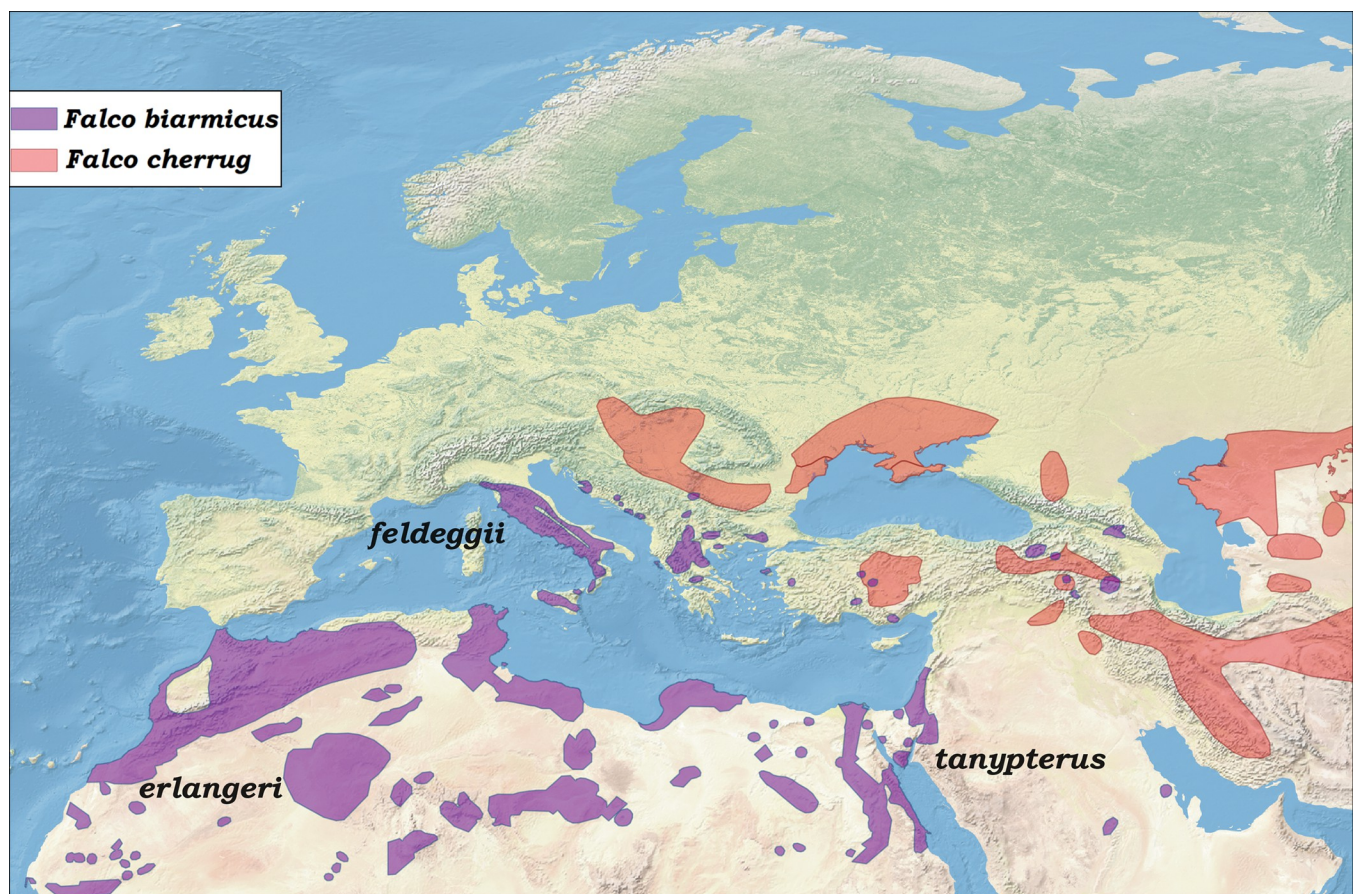 Falco biarmicus
Falco cherrug
feldeggii
tanypterus
erlangeri